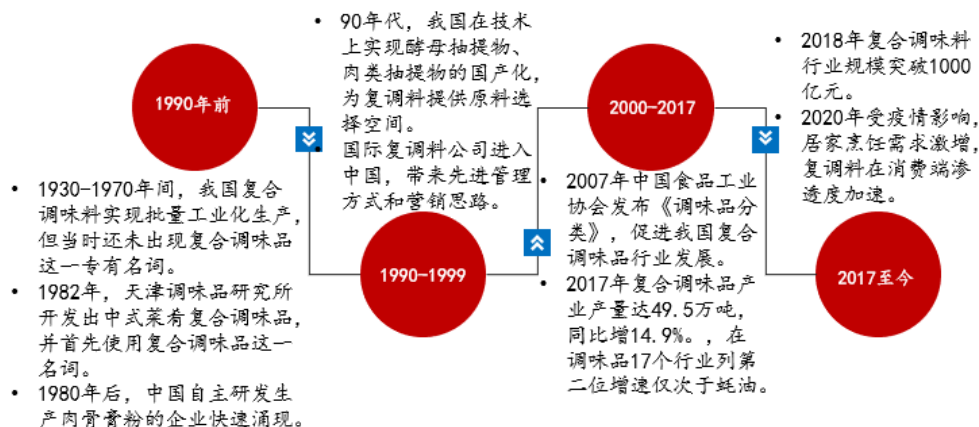 1990年前
• 1930-1970年间，我国复合
调味料实现批量工业化生产，
但当时还未出现复合调味品
这一专有名词。
• 1982年，天津调味品研究所
开发出中式菜肴复合调味品，
并首先使用复合调味品这一
名词。
• 1980年后，中国自主研发生
产肉骨膏粉的企业快速涌现。
• 90年代，我国在技术
上实现酵母抽提物、
肉类抽提物的国产化，
为复调料提供原料选
择空间。
• 国际复调料公司进入
中国，带来先进管理
方式和营销思路。
1990-1999
2000-2017
• 2007年中国食品工业
协会发布《调味品分
类》，促进我国复合
调味品行业发展。
• 2017年复合调味品产
业产量达49.5万吨，
同比增14.9%。，在
调味品17个行业列第
二位增速仅次于蚝油。
• 2018年复合调味料
行业规模突破1000
亿元。
• 2020年受疫情影响，
居家烹饪需求激增，
复调料在消费端渗
透度加速。
2017至今